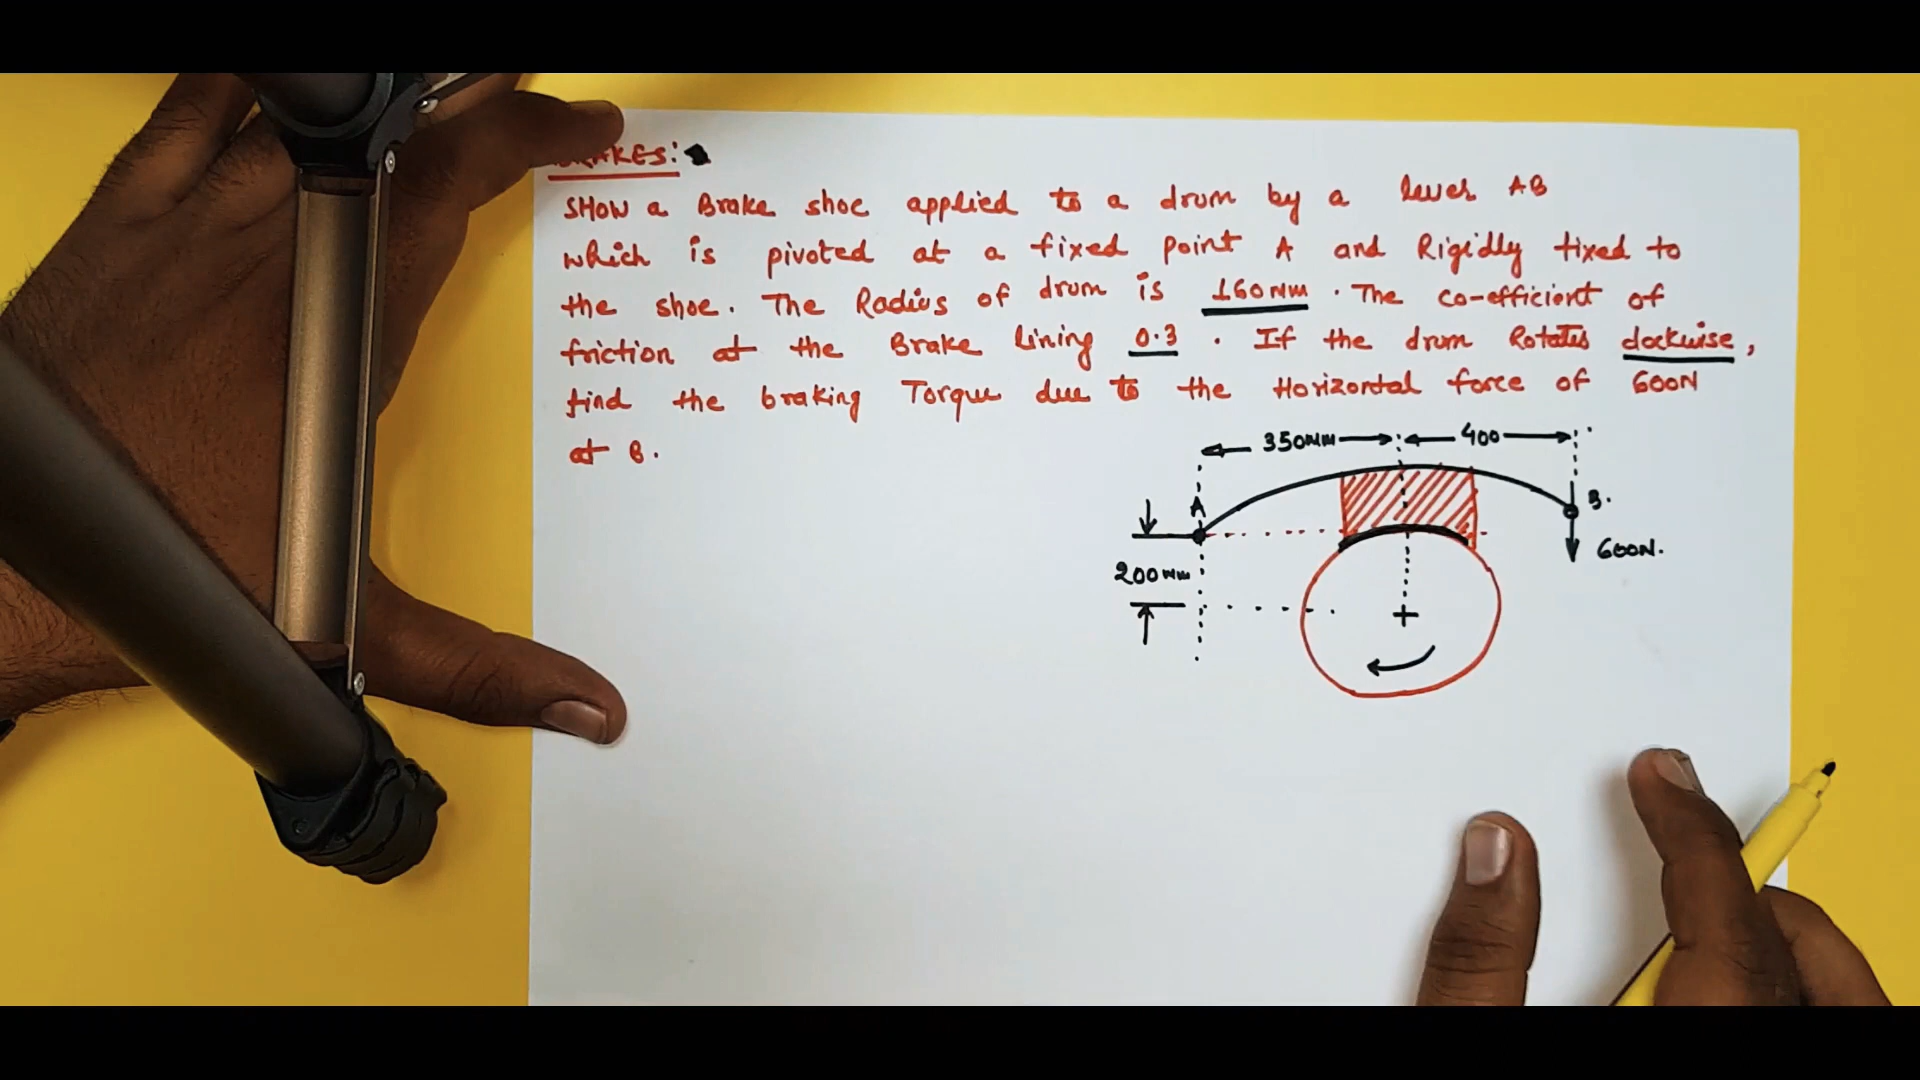 BRAKES:
SHOW a Brake shoe applied to a drum by a lever AB
which is pivoted at a fixed point A and Rigidly fixed to
the shoe. The Radius of drum is 160mm. The co-efficient of
friction at the Brake lining 0.3. If the drum Rotates clockwise,
find the braking Torque due to the Horizontal force of 600N
at B.
350mm 400
A
B.
600N.
200mm